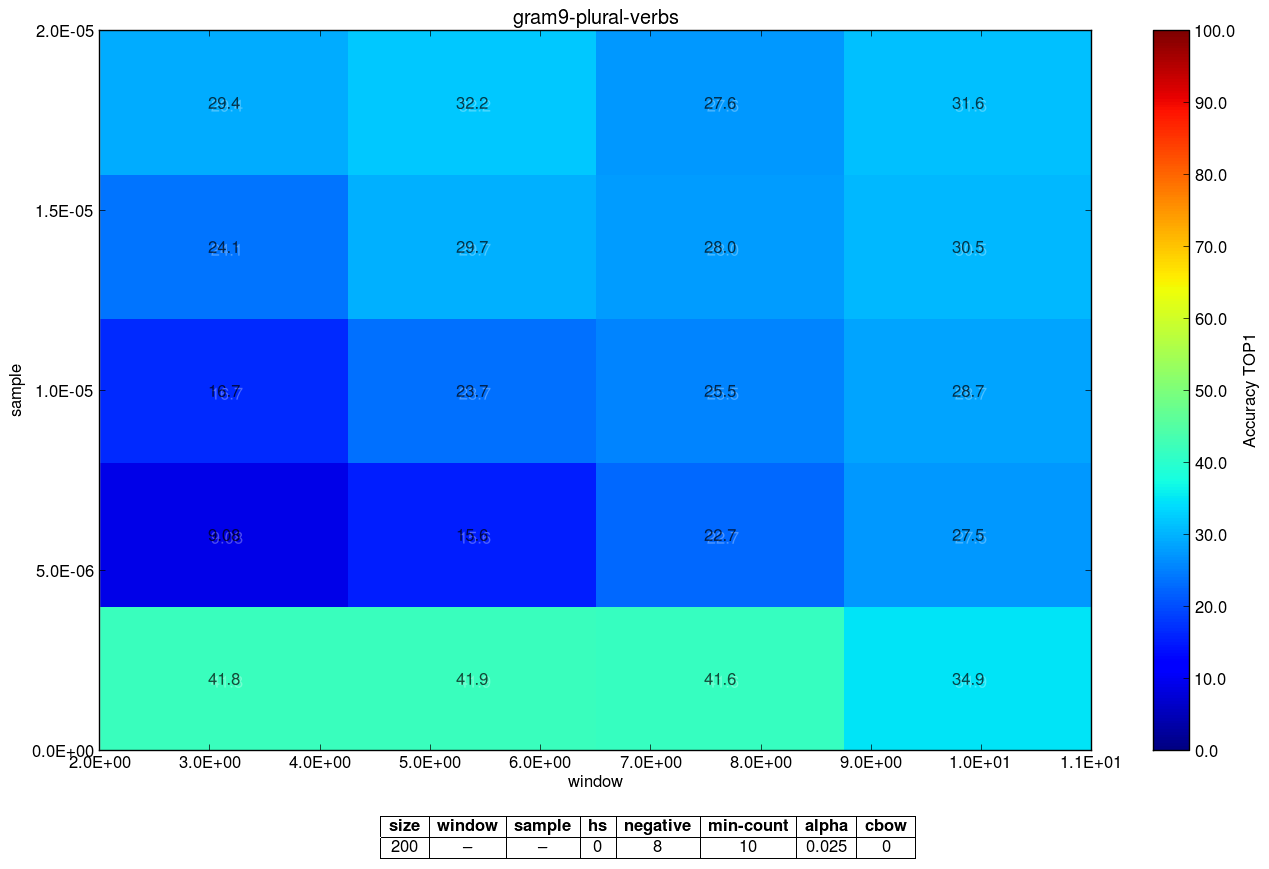 gram9-plural-verbs
2.0E-05
100.0
29.4 32.2 27.6 31.6
90.0
80.0
1.5E-05
24.1 29.7 28.0 30.5
70.0
60.0
sample
1.0E-05
16.7 23.7 25.5 28.7
50.0
Accuracy TOP1
40.0
9.08 15.6 22.7 27.5
30.0
5.0E-06
20.0
41.8 41.9 41.6 34.9
10.0
0.0E+00
0.0
2.0E+00 3.0E+00 4.0E+00 5.0E+00 6.0E+00 7.0E+00 8.0E+00 9.0E+00 1.0E+01 1.1E+01
window
size window sample hs negative min-count alpha cbow
200 – – 0 8 10 0.025 0